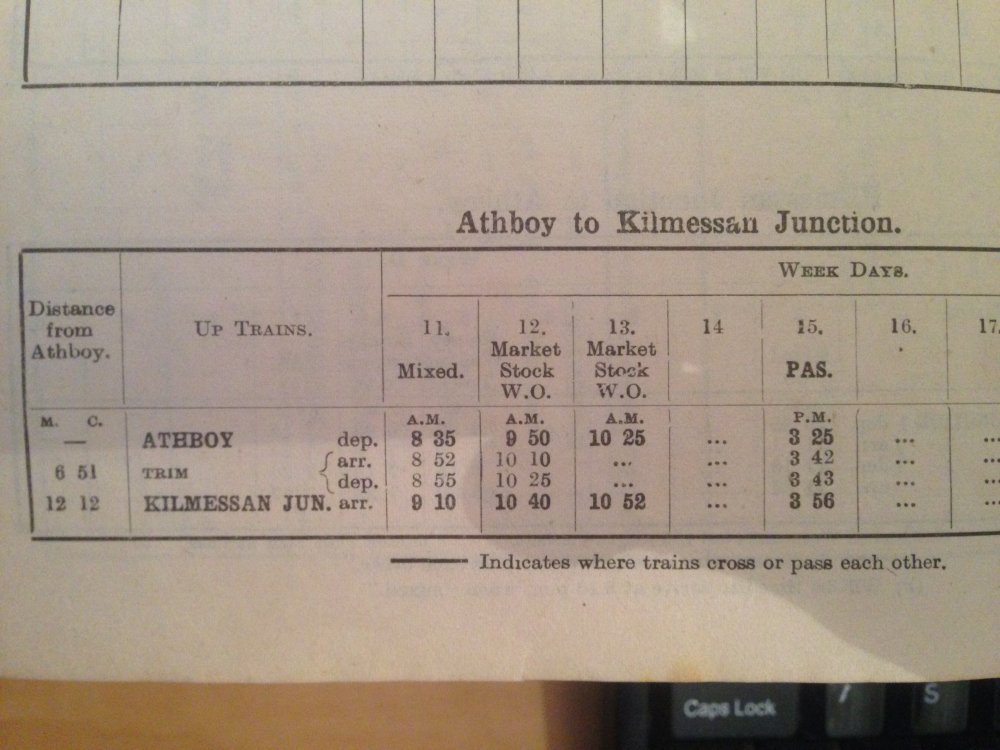 Athboy to Kilmessan Junction.
WEEK DAYS.
Distance from Athboy. UP TRAINS. 11. 12. 13. 14 15. 16. 17.
Market Market
Mixed. Stock Stock PAS.
W.O. W.O.
M. C. A.M. A.M. A.M. P.M.
— ATHBOY dep. 8 35 9 50 10 25 ... 3 25 ... ...
6 51 TRIM { arr. 8 52 10 10 ... ... 3 42 ... ...
dep. 8 55 10 25 ... ... 3 43 ... ...
12 12 KILMESSAN JUN. arr. 9 10 10 40 10 52 ... 3 56 ... ...
Indicates where trains cross or pass each other.
Caps Lock
S